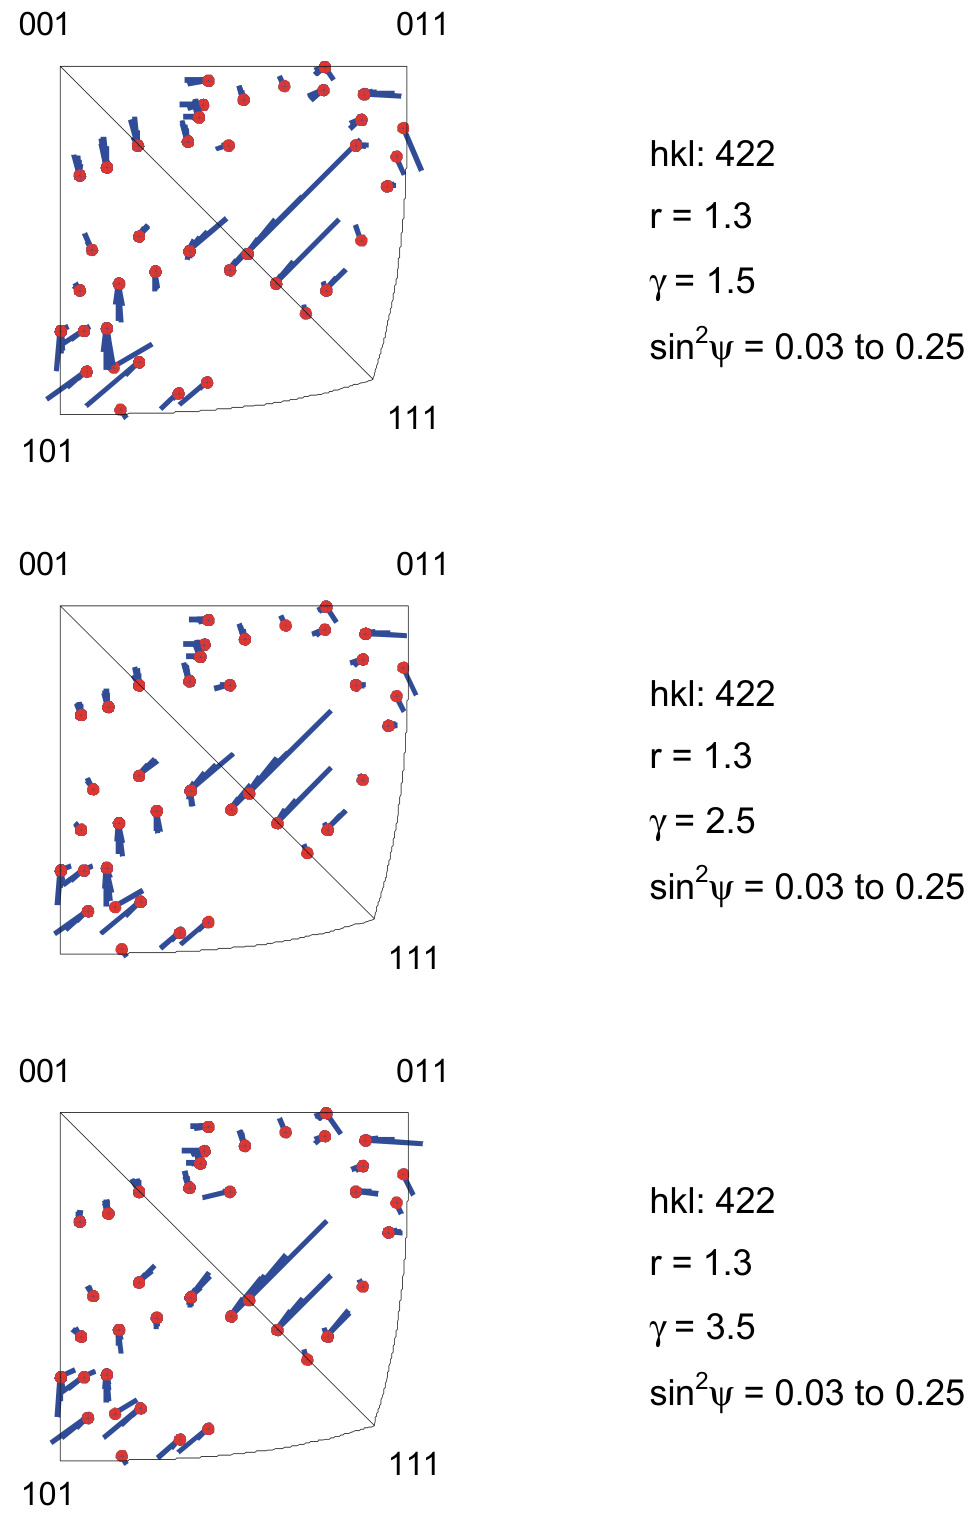 001
011
hkl: 422
r = 1.3
γ = 1.5
sin²ψ = 0.03 to 0.25
111
101
001
011
hkl: 422
r = 1.3
γ = 2.5
sin²ψ = 0.03 to 0.25
111
001
011
hkl: 422
r = 1.3
γ = 3.5
sin²ψ = 0.03 to 0.25
111
101